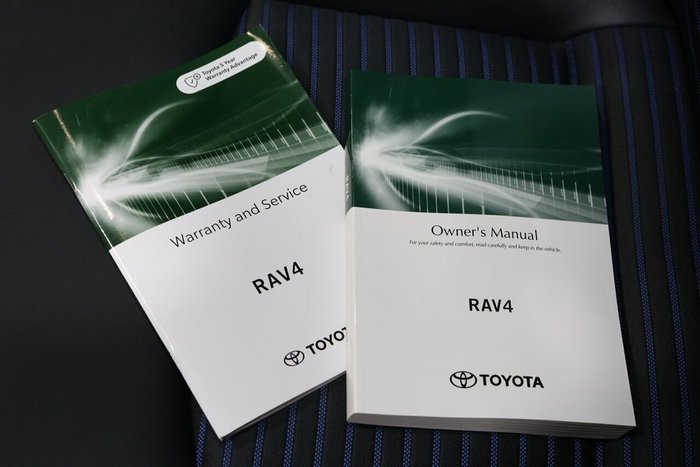 Toyota 5 Year
Warranty Advantage
Warranty and Service
RAV4
TOYOTA
Owner's Manual
For your safety and comfort, read carefully and keep in the vehicle.
RAV4
TOYOTA